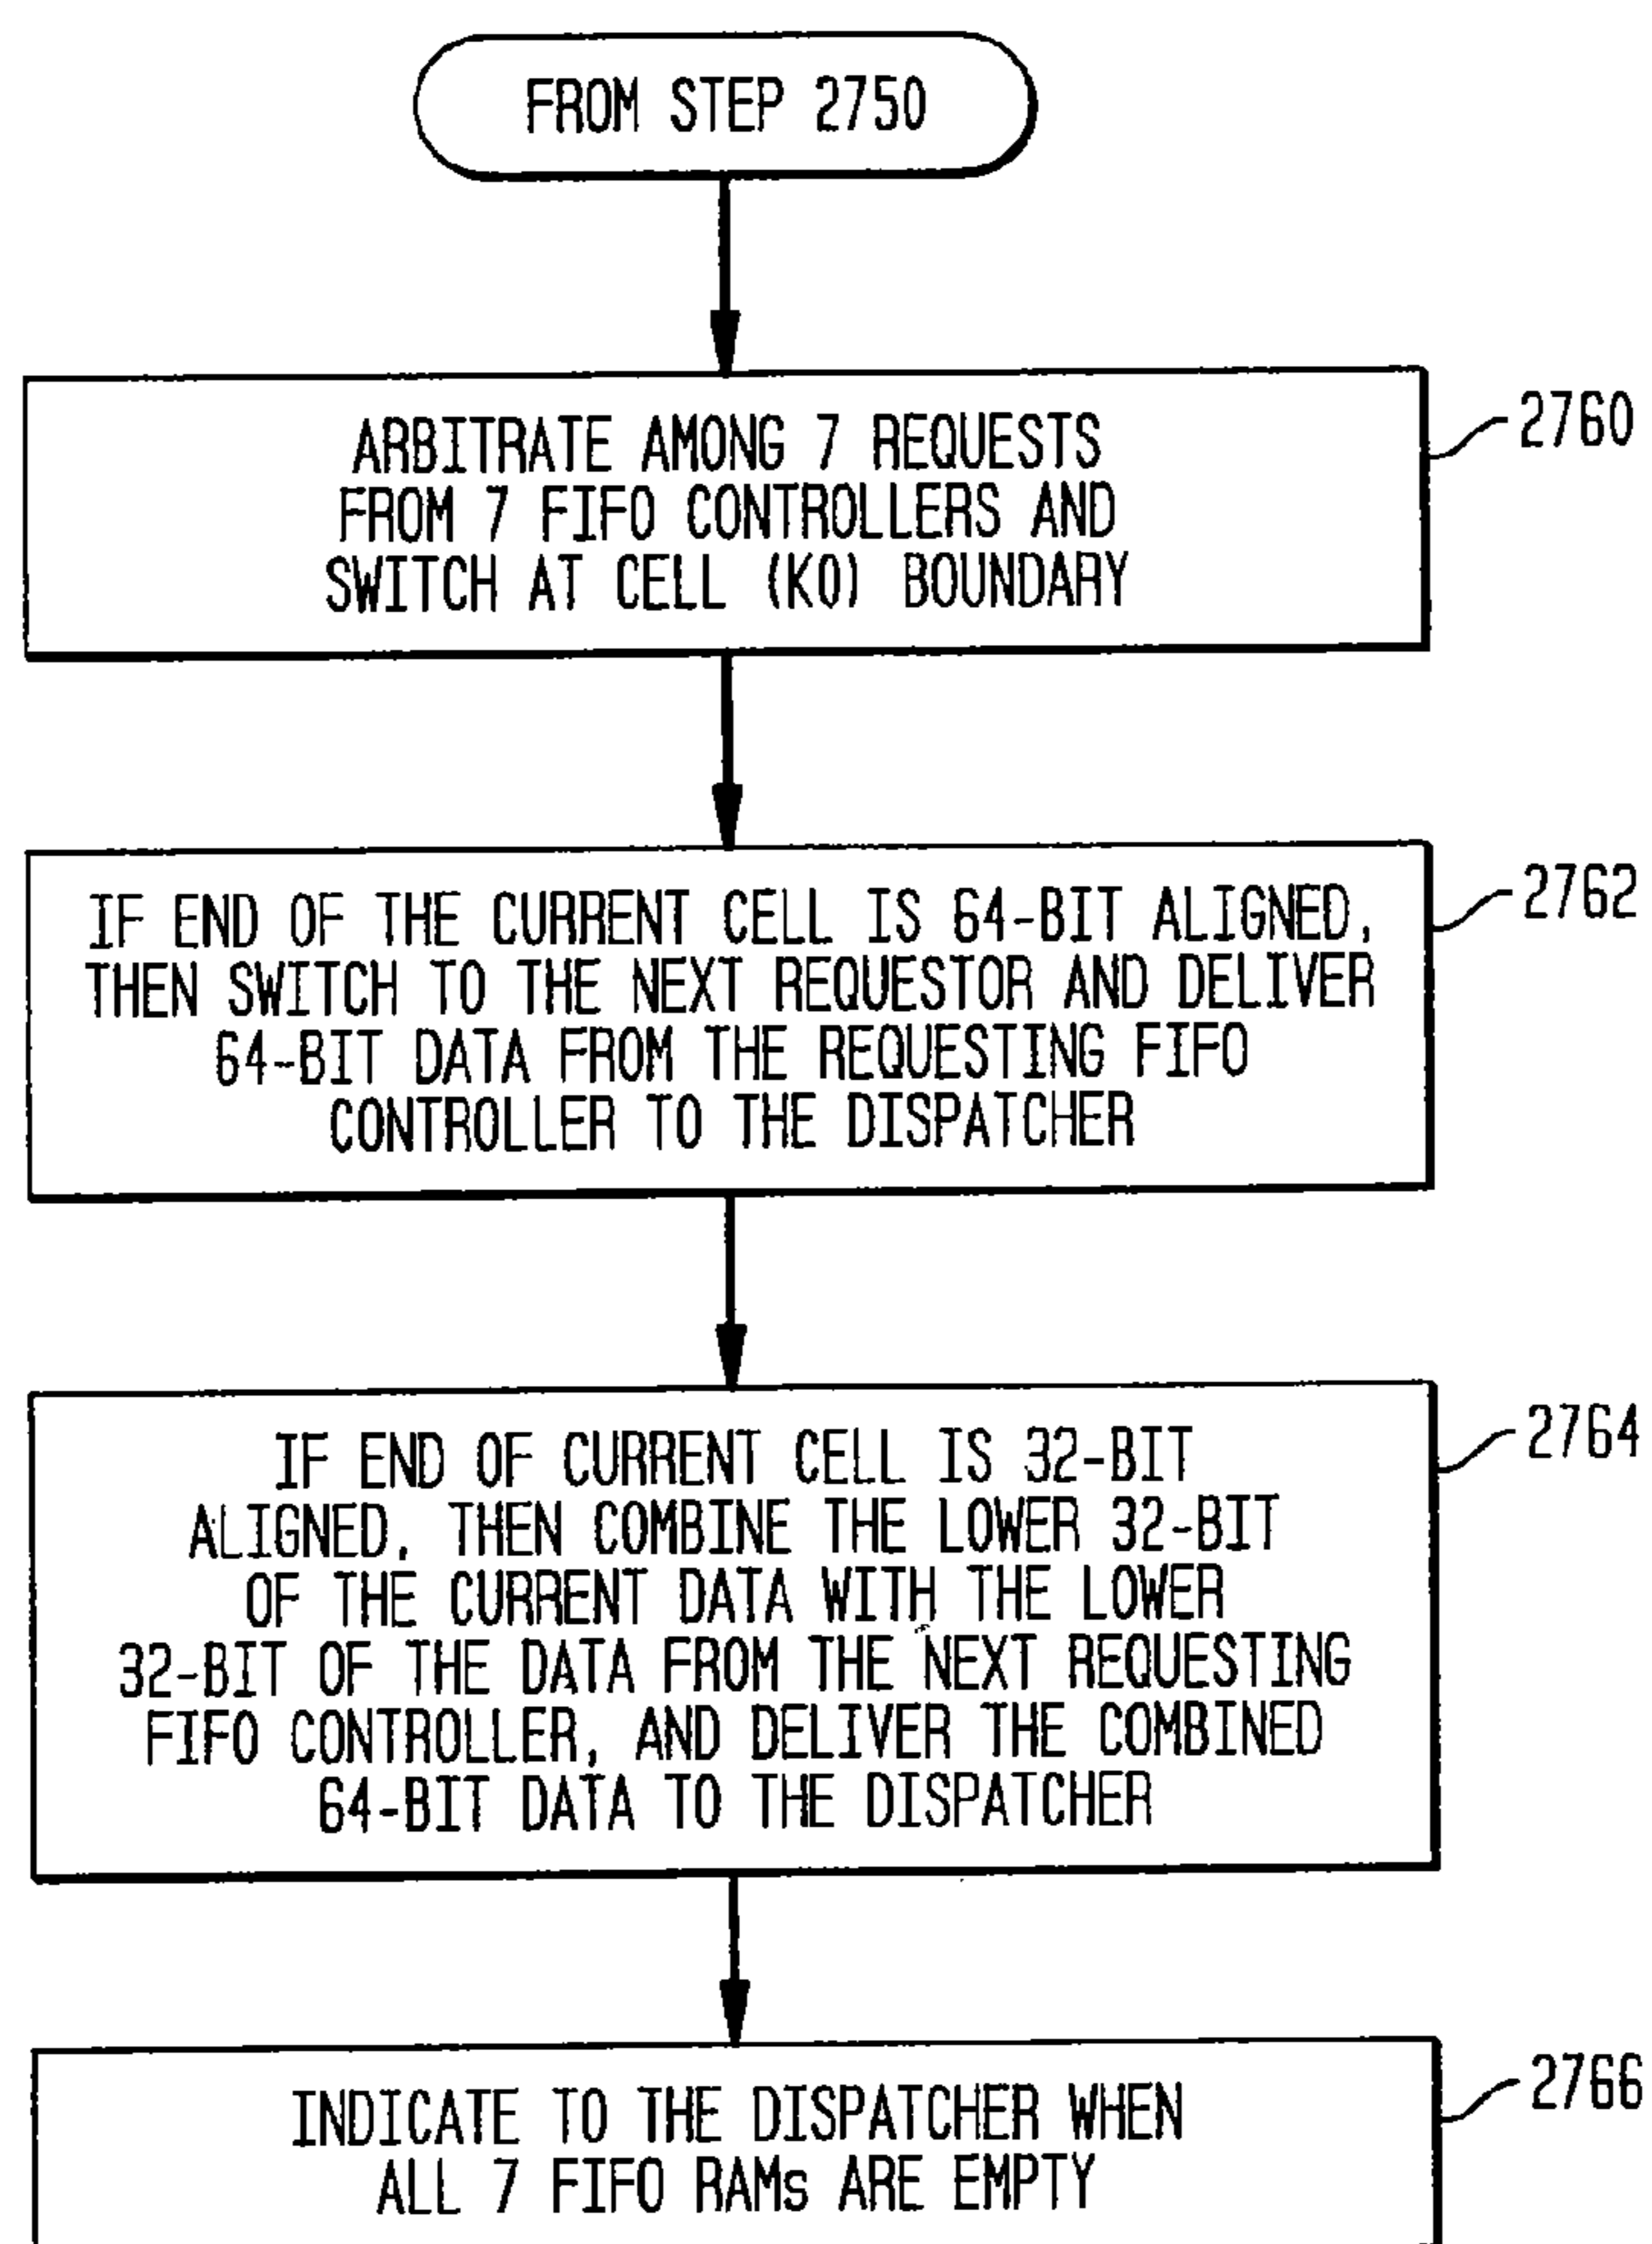 FROM STEP 2750
ARBITRATE AMONG 7 REQUESTS
FROM 7 FIFO CONTROLLERS AND
SWITCH AT CELL (K0) BOUNDARY
2760
IF END OF THE CURRENT CELL IS 64-BIT ALIGNED,
THEN SWITCH TO THE NEXT REQUESTOR AND DELIVER
64-BIT DATA FROM THE REQUESTING FIFO
CONTROLLER TO THE DISPATCHER
2762
IF END OF CURRENT CELL IS 32-BIT
ALIGNED, THEN COMBINE THE LOWER 32-BIT
OF THE CURRENT DATA WITH THE LOWER
32-BIT OF THE DATA FROM THE NEXT REQUESTING
FIFO CONTROLLER, AND DELIVER THE COMBINED
64-BIT DATA TO THE DISPATCHER
2764
INDICATE TO THE DISPATCHER WHEN
ALL 7 FIFO RAMs ARE EMPTY
2766